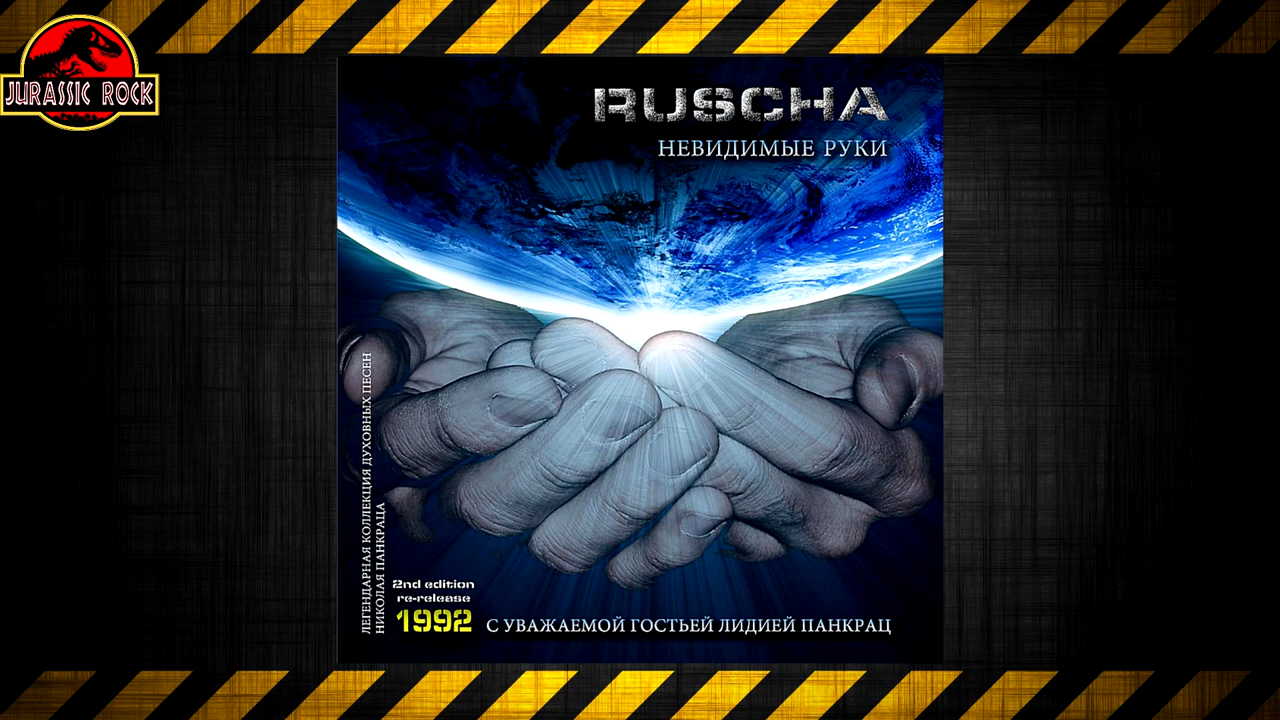 JURASSIC ROCK
RUSCHA
НЕВИДИМЫЕ РУКИ
ЛЕГЕНДАРНАЯ КОЛЛЕКЦИЯ ДУХОВНЫХ ПЕСЕН
НИКОЛАЯ ПАНКРАЦА
2nd edition
re-release
1992
С УВАЖАЕМОЙ ГОСТЬЕЙ ЛИДИЕЙ ПАНКРАЦ